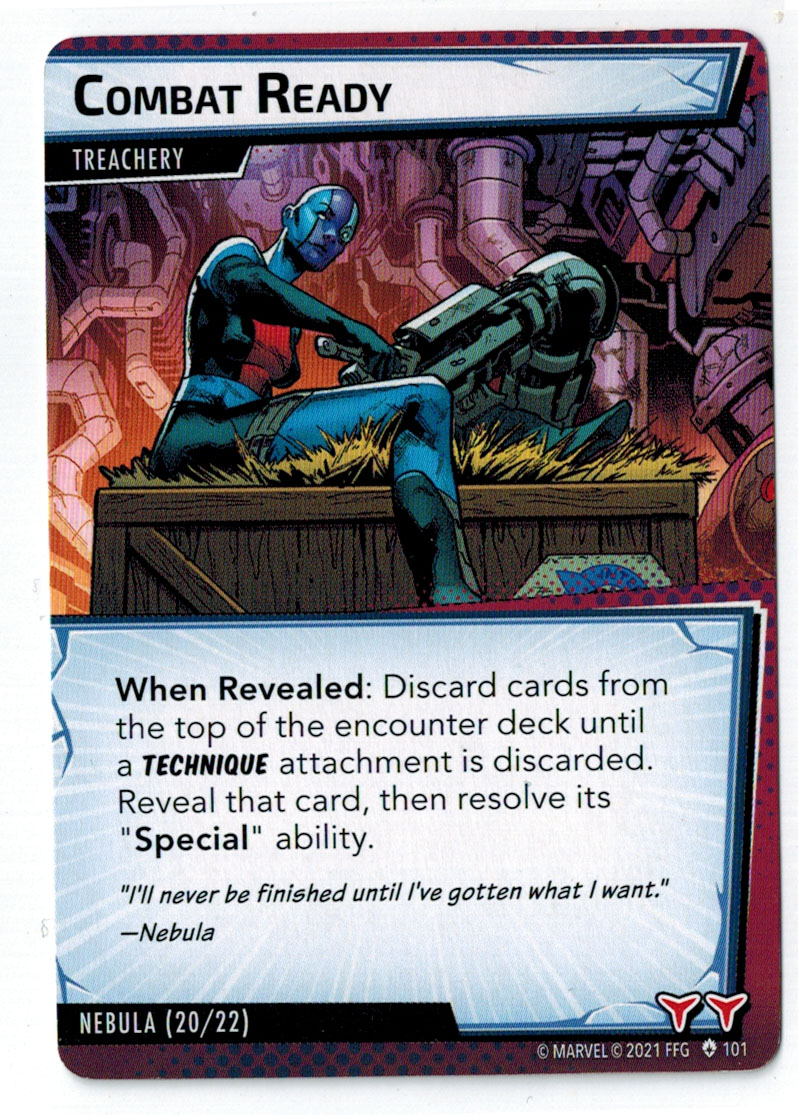 COMBAT READY
TREACHERY
When Revealed: Discard cards from
the top of the encounter deck until
a TECHNIQUE attachment is discarded.
Reveal that card, then resolve its
"Special" ability.
"I'll never be finished until I've gotten what I want."
—Nebula
NEBULA (20/22)
© MARVEL © 2021 FFG 101